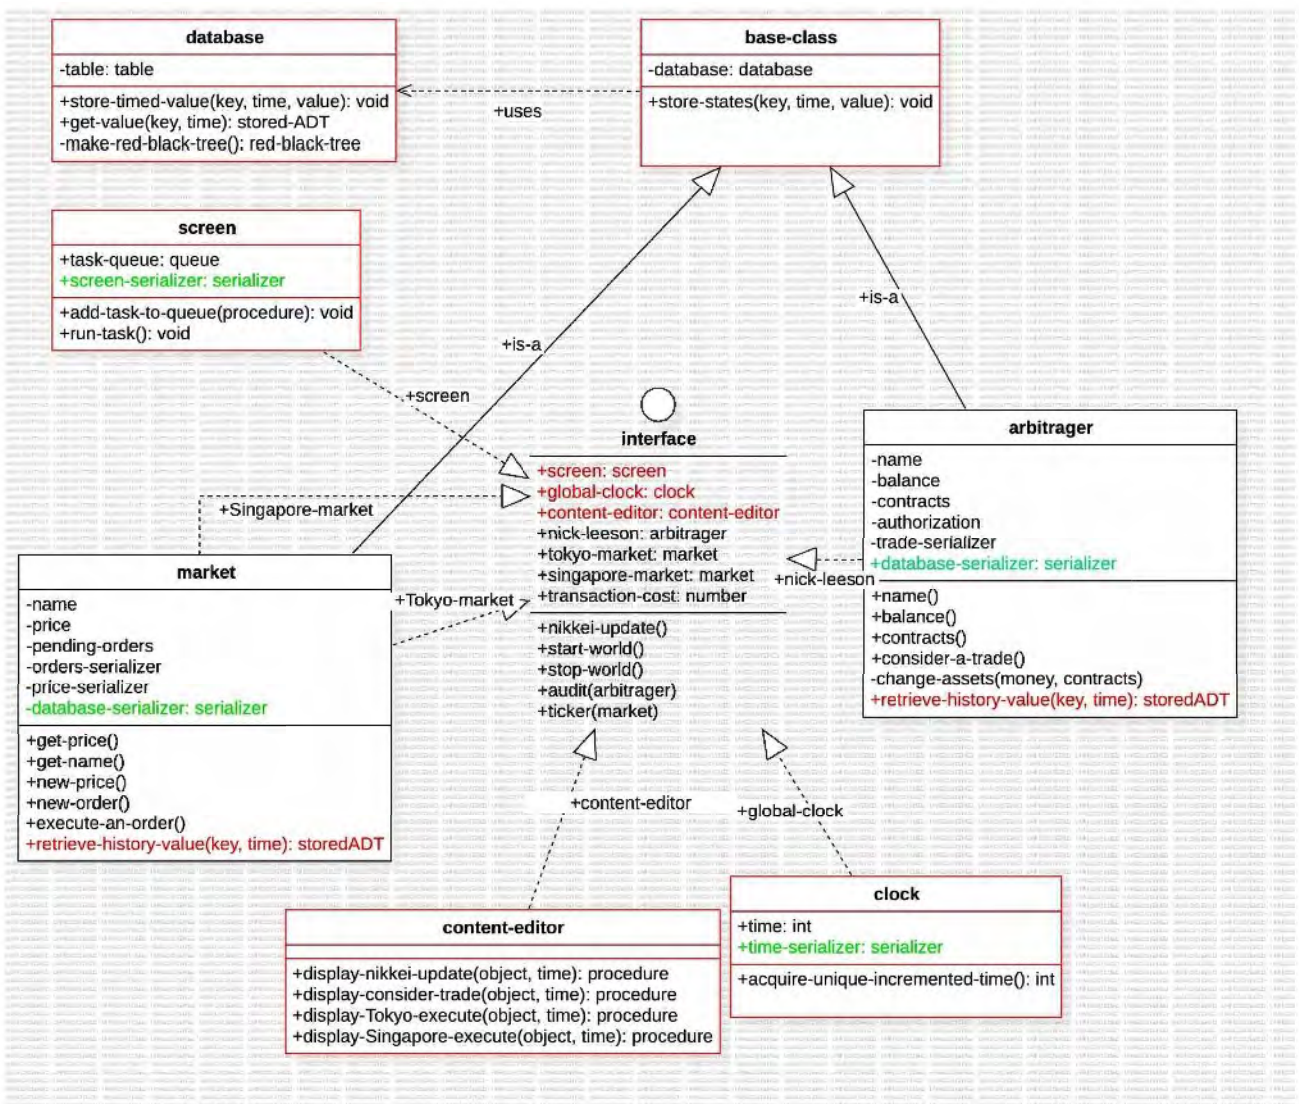 database
-table: table
+store-timed-value(key, time, value): void
+get-value(key, time): stored-ADT
-make-red-black-tree(): red-black-tree
+uses
base-class
-database: database
+store-states(key, time, value): void
screen
+task-queue: queue
+screen-serializer: serializer
+add-task-to-queue(procedure): void
+run-task(): void
+is-a
+is-a
+screen
interface
+screen: screen
+global-clock: clock
+content-editor: content-editor
+nick-leeson: arbitrager
+tokyo-market: market
+singapore-market: market
+transaction-cost: number
+nikkei-update()
+start-world()
+stop-world()
+audit(arbitrager)
+ticker(market)
arbitrager
-name
-balance
-contracts
-authorization
-trade-serializer
+database-serializer: serializer
+name()
+balance()
+contracts()
+consider-a-trade()
-change-assets(money, contracts)
+retrieve-history-value(key, time): storedADT
+nick-leeson
+Singapore-market
+Tokyo-market
market
-name
-price
-pending-orders
-orders-serializer
-price-serializer
-database-serializer: serializer
+get-price()
+get-name()
+new-price()
+new-order()
+execute-an-order()
+retrieve-history-value(key, time): storedADT
+content-editor
+global-clock
content-editor
+display-nikkei-update(object, time): procedure
+display-consider-trade(object, time): procedure
+display-Tokyo-execute(object, time): procedure
+display-Singapore-execute(object, time): procedure
clock
+time: int
+time-serializer: serializer
+acquire-unique-incremented-time(): int